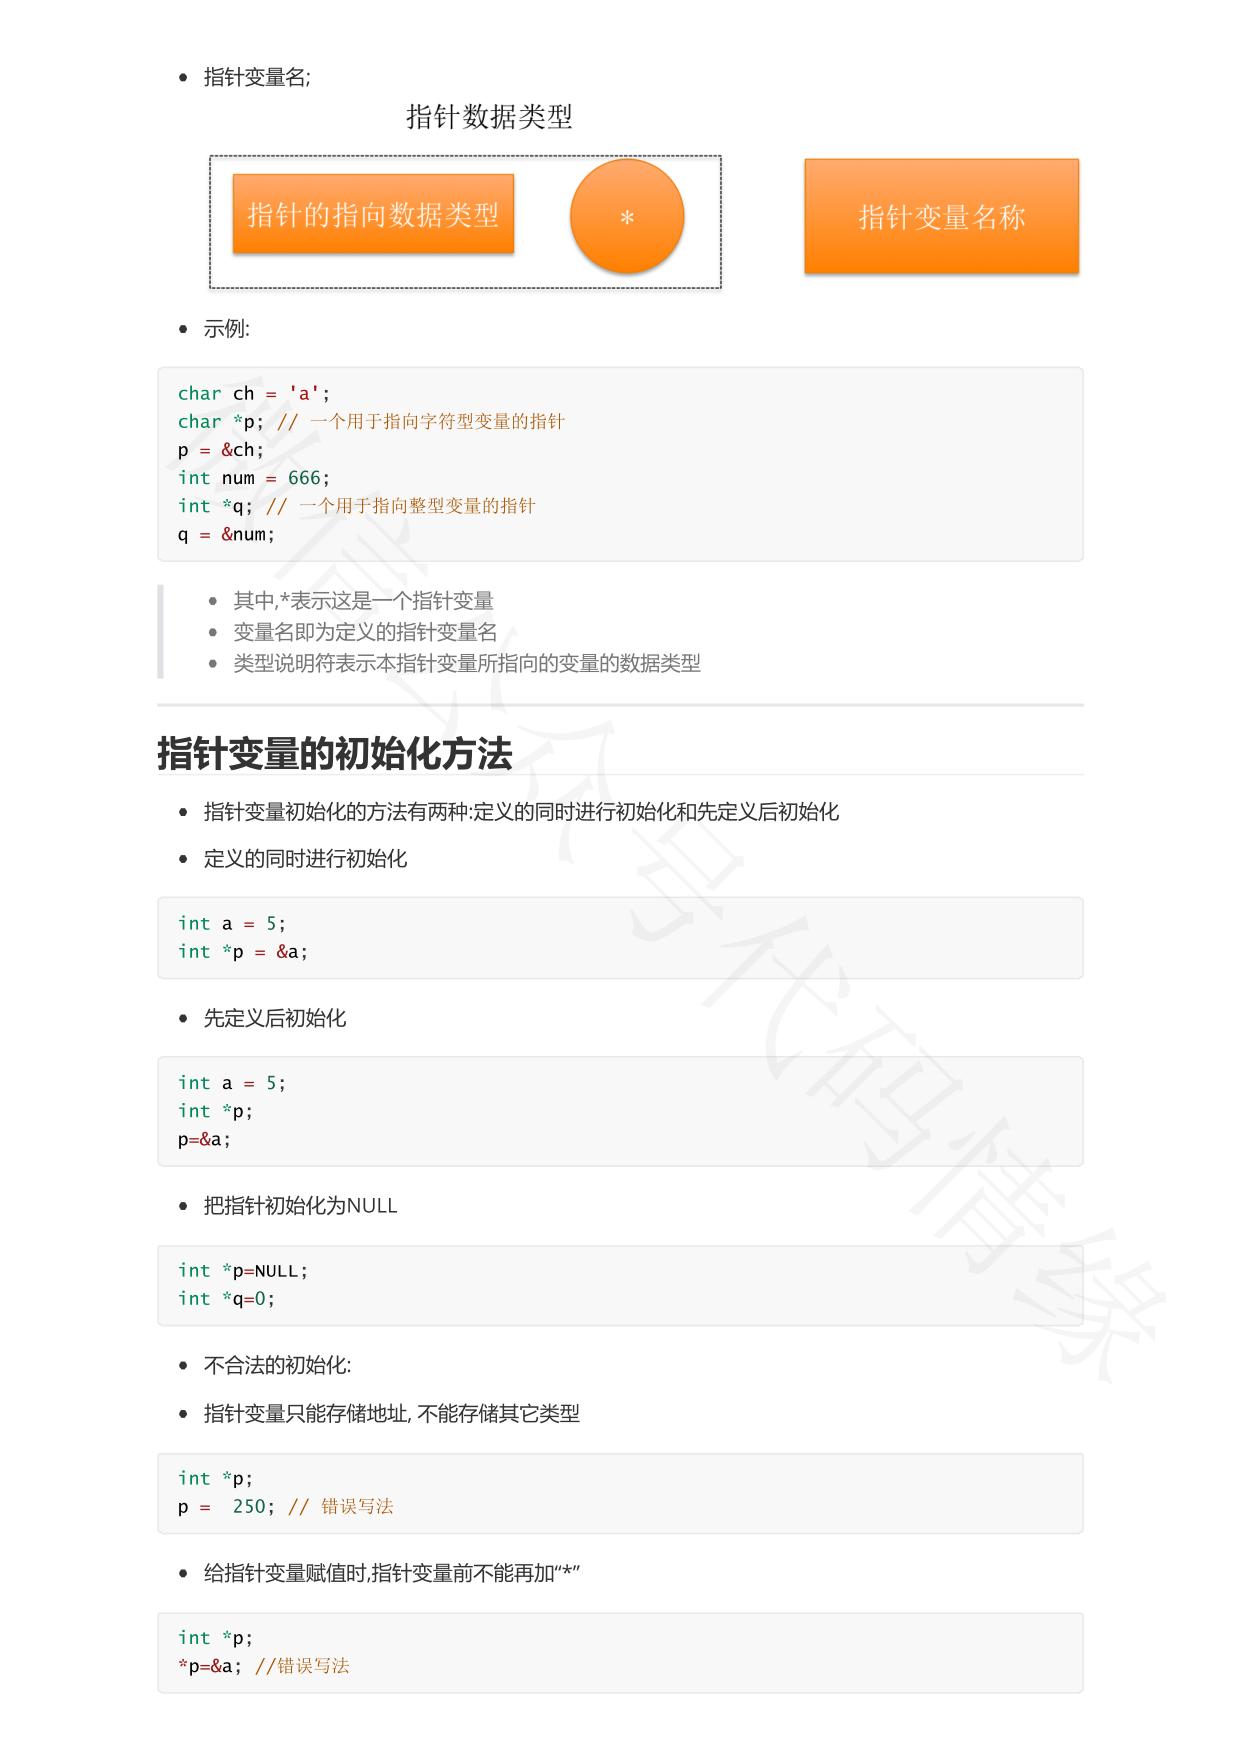 指针变量名;
指针数据类型
指针的指向数据类型
*
指针变量名称
示例:
char ch = 'a';
char *p; // 一个用于指向字符型变量的指针
p = &ch;
int num = 666;
int *q; // 一个用于指向整型变量的指针
q = &num;
其中,*表示这是一个指针变量
变量名即为定义的指针变量名
类型说明符表示本指针变量所指向的变量的数据类型
指针变量的初始化方法
指针变量初始化的方法有两种:定义的同时进行初始化和先定义后初始化
定义的同时进行初始化
int a = 5;
int *p = &a;
先定义后初始化
int a = 5;
int *p;
p=&a;
把指针初始化为NULL
int *p=NULL;
int *q=0;
不合法的初始化:
指针变量只能存储地址, 不能存储其它类型
int *p;
p =  250; // 错误写法
给指针变量赋值时,指针变量前不能再加“*”
int *p;
*p=&a; //错误写法
微信公众号代码情缘